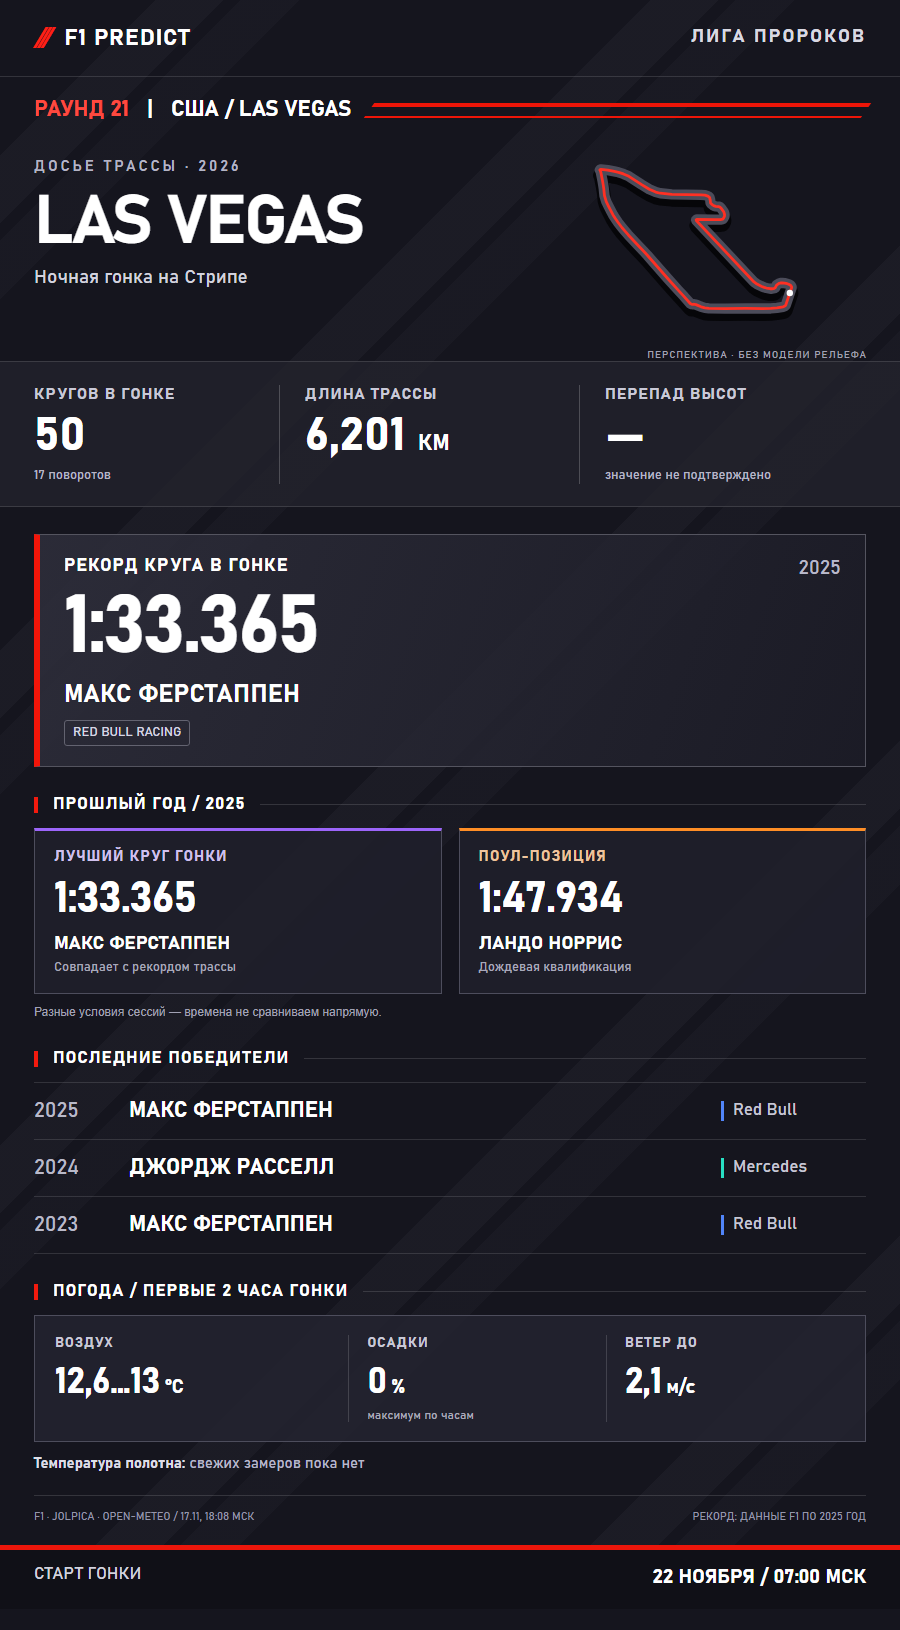 F1 PREDICT
ЛИГА ПРОРОКОВ
РАУНД 21 | США / LAS VEGAS
ДОСЬЕ ТРАССЫ · 2026
LAS VEGAS
Ночная гонка на Стрипе
ПЕРСПЕКТИВА · БЕЗ МОДЕЛИ РЕЛЬЕФА
КРУГОВ В ГОНКЕ
50
17 поворотов
ДЛИНА ТРАССЫ
6,201 КМ
ПЕРЕПАД ВЫСОТ
—
значение не подтверждено
РЕКОРД КРУГА В ГОНКЕ
2025
1:33.365
МАКС ФЕРСТАППЕН
RED BULL RACING
ПРОШЛЫЙ ГОД / 2025
ЛУЧШИЙ КРУГ ГОНКИ
1:33.365
МАКС ФЕРСТАППЕН
Совпадает с рекордом трассы
ПОУЛ-ПОЗИЦИЯ
1:47.934
ЛАНДО НОРРИС
Дождевая квалификация
Разные условия сессий — времена не сравниваем напрямую.
ПОСЛЕДНИЕ ПОБЕДИТЕЛИ
2025 МАКС ФЕРСТАППЕН Red Bull
2024 ДЖОРДЖ РАССЕЛЛ Mercedes
2023 МАКС ФЕРСТАППЕН Red Bull
ПОГОДА / ПЕРВЫЕ 2 ЧАСА ГОНКИ
ВОЗДУХ
12,6…13 °C
ОСАДКИ
0 %
максимум по часам
ВЕТЕР ДО
2,1 м/с
Температура полотна: свежих замеров пока нет
F1 · JOLPICA · OPEN-METEO / 17.11, 18:08 МСК
РЕКОРД: ДАННЫЕ F1 ПО 2025 ГОД
СТАРТ ГОНКИ
22 НОЯБРЯ / 07:00 МСК